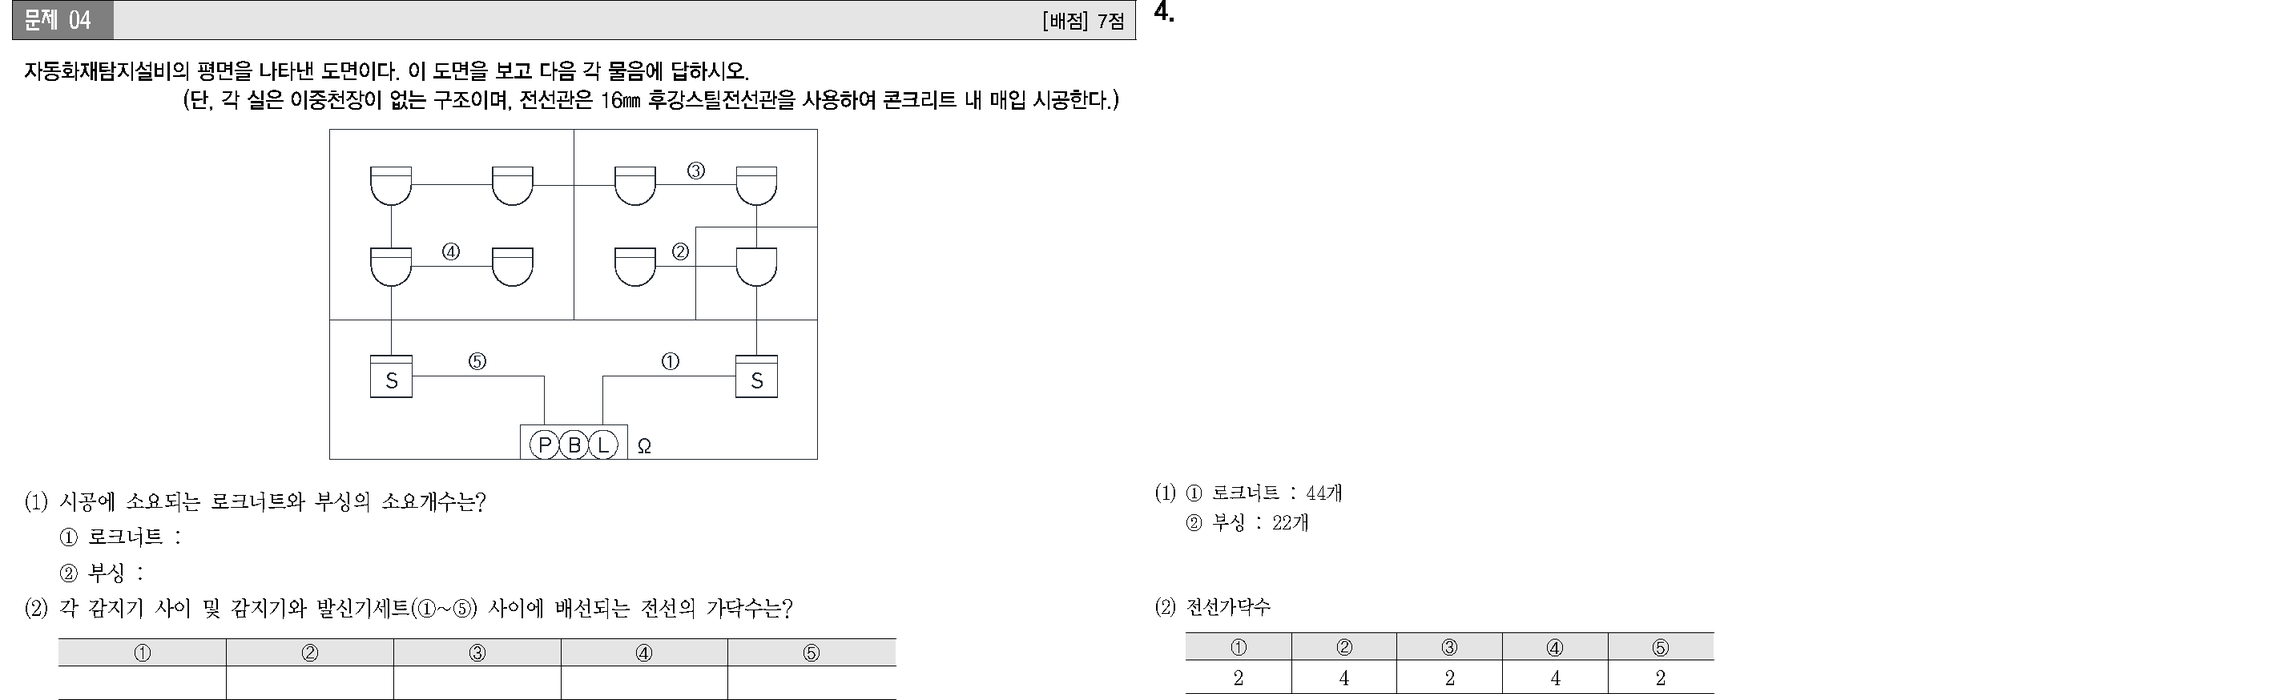 문제 04
[배점] 7점
자동화재탐지설비의 평면을 나타낸 도면이다. 이 도면을 보고 다음 각 물음에 답하시오.
(단, 각 실은 이중천장이 없는 구조이며, 전선관은 16㎜ 후강스틸전선관을 사용하여 콘크리트 내 매입 시공한다.)
③
④
②
⑤
①
S
S
P B L Ω
(1) 시공에 소요되는 로크너트와 부싱의 소요개수는?
① 로크너트 :
② 부싱 :
(2) 각 감지기 사이 및 감지기와 발신기세트(①~⑤) 사이에 배선되는 전선의 가닥수는?
① ② ③ ④ ⑤
4.
(1) ① 로크너트 : 44개
② 부싱 : 22개
(2) 전선가닥수
① ② ③ ④ ⑤
2 4 2 4 2